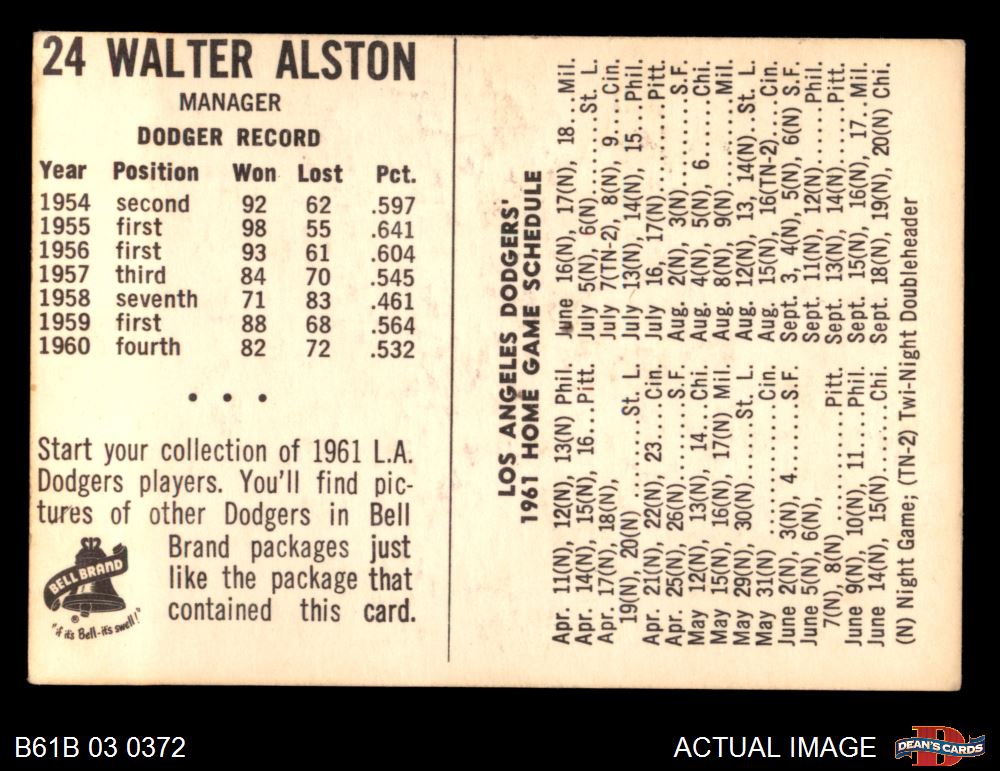 24 WALTER ALSTON
MANAGER
DODGER RECORD
Year Position Won Lost Pct.
1954 second 92 62 .597
1955 first 98 55 .641
1956 first 93 61 .604
1957 third 84 70 .545
1958 seventh 71 83 .461
1959 first 88 68 .564
1960 fourth 82 72 .532
• • •
Start your collection of 1961 L.A.
Dodgers players. You'll find pic-
tures of other Dodgers in Bell
Brand packages just
like the package that
contained this card.
BELL BRAND
"if it's Bell-it's swell!"
LOS ANGELES DODGERS'
1961 HOME GAME SCHEDULE
Apr. 11(N), 12(N), 13(N) Phil.
Apr. 14(N), 15(N), 16...Pitt.
Apr. 17(N), 18(N),
19(N), 20(N) ........St. L.
Apr. 21(N), 22(N), 23....Cin.
Apr. 25(N), 26(N)........S.F.
May 12(N), 13(N), 14...Chi.
May 15(N), 16(N), 17(N) Mil.
May 29(N), 30(N)......St. L.
May 31(N) ............Cin.
June 2(N), 3(N), 4......S.F.
June 5(N), 6(N),
7(N), 8(N) .........Pitt.
June 9(N), 10(N), 11...Phil.
June 14(N), 15(N) .......Chi.
June 16(N), 17(N), 18...Mil.
July 5(N), 6(N)........St. L.
July 7(TN-2), 8(N), 9...Cin.
July 13(N), 14(N), 15...Phil.
July 16, 17(N)........Pitt.
Aug. 2(N), 3(N)........S.F.
Aug. 4(N), 5(N), 6.....Chi.
Aug. 8(N), 9(N)........Mil.
Aug. 12(N), 13, 14(N)..St. L.
Aug. 15(N), 16(TN-2)...Cin.
Sept. 3, 4(N), 5(N), 6(N) S.F.
Sept. 11(N), 12(N)......Phil.
Sept. 13(N), 14(N)......Pitt.
Sept. 15(N), 16(N), 17..Mil.
Sept. 18(N), 19(N), 20(N) Chi.
(N) Night Game; (TN-2) Twi-Night Doubleheader
B61B 03 0372
ACTUAL IMAGE
DEAN'S CARDS